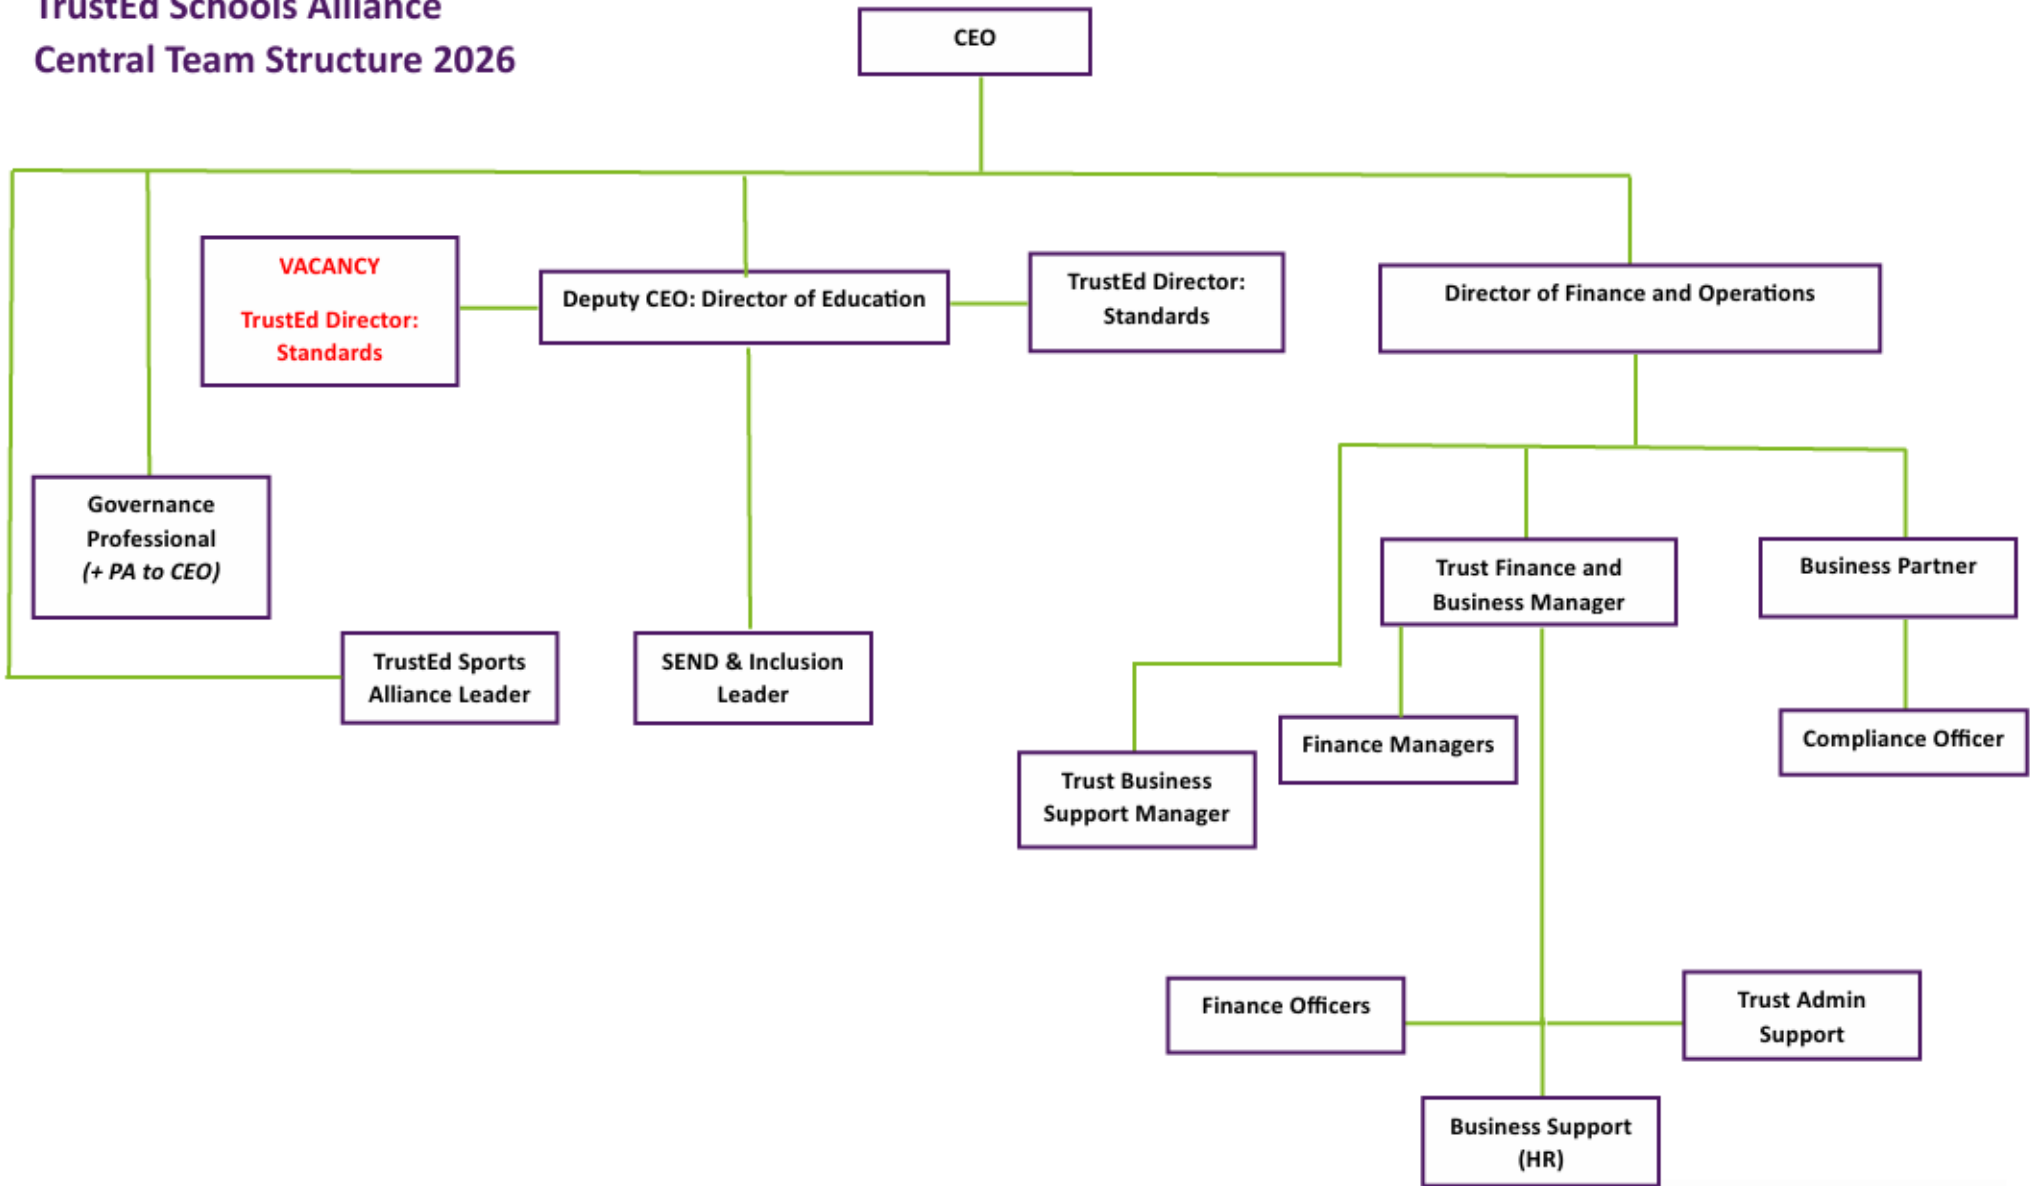 TrustEd Schools Alliance
Central Team Structure 2026
CEO
VACANCY
TrustEd Director:
Standards
Deputy CEO: Director of Education
TrustEd Director:
Standards
Director of Finance and Operations
Governance
Professional
(+ PA to CEO)
TrustEd Sports
Alliance Leader
SEND & Inclusion
Leader
Trust Finance and
Business Manager
Business Partner
Trust Business
Support Manager
Finance Managers
Compliance Officer
Finance Officers
Trust Admin
Support
Business Support
(HR)